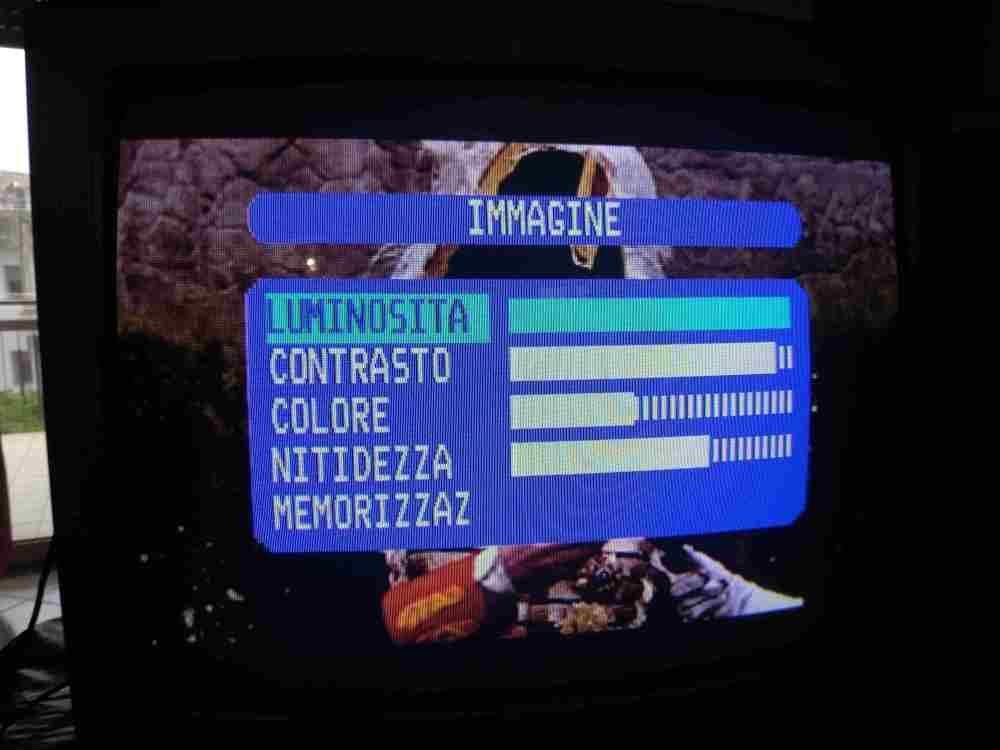 IMMAGINE
LUMINOSITA
CONTRASTO
COLORE
NITIDEZZA
MEMORIZZAZ